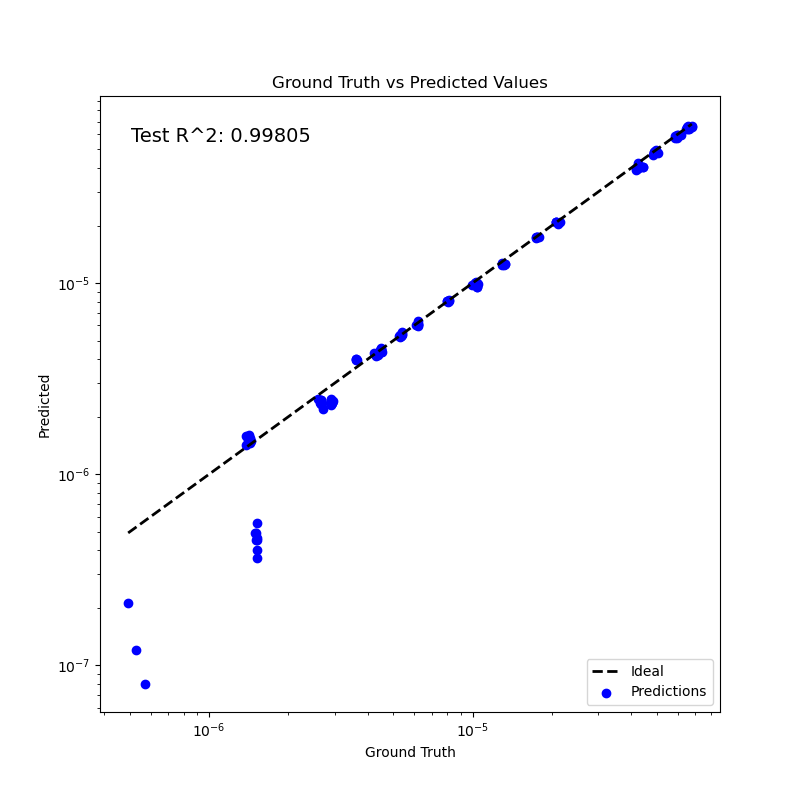 Ground Truth vs Predicted Values
Test R^2: 0.99805
Predicted
10⁻⁵
10⁻⁶
10⁻⁷
10⁻⁶
10⁻⁵
Ground Truth
Ideal
Predictions